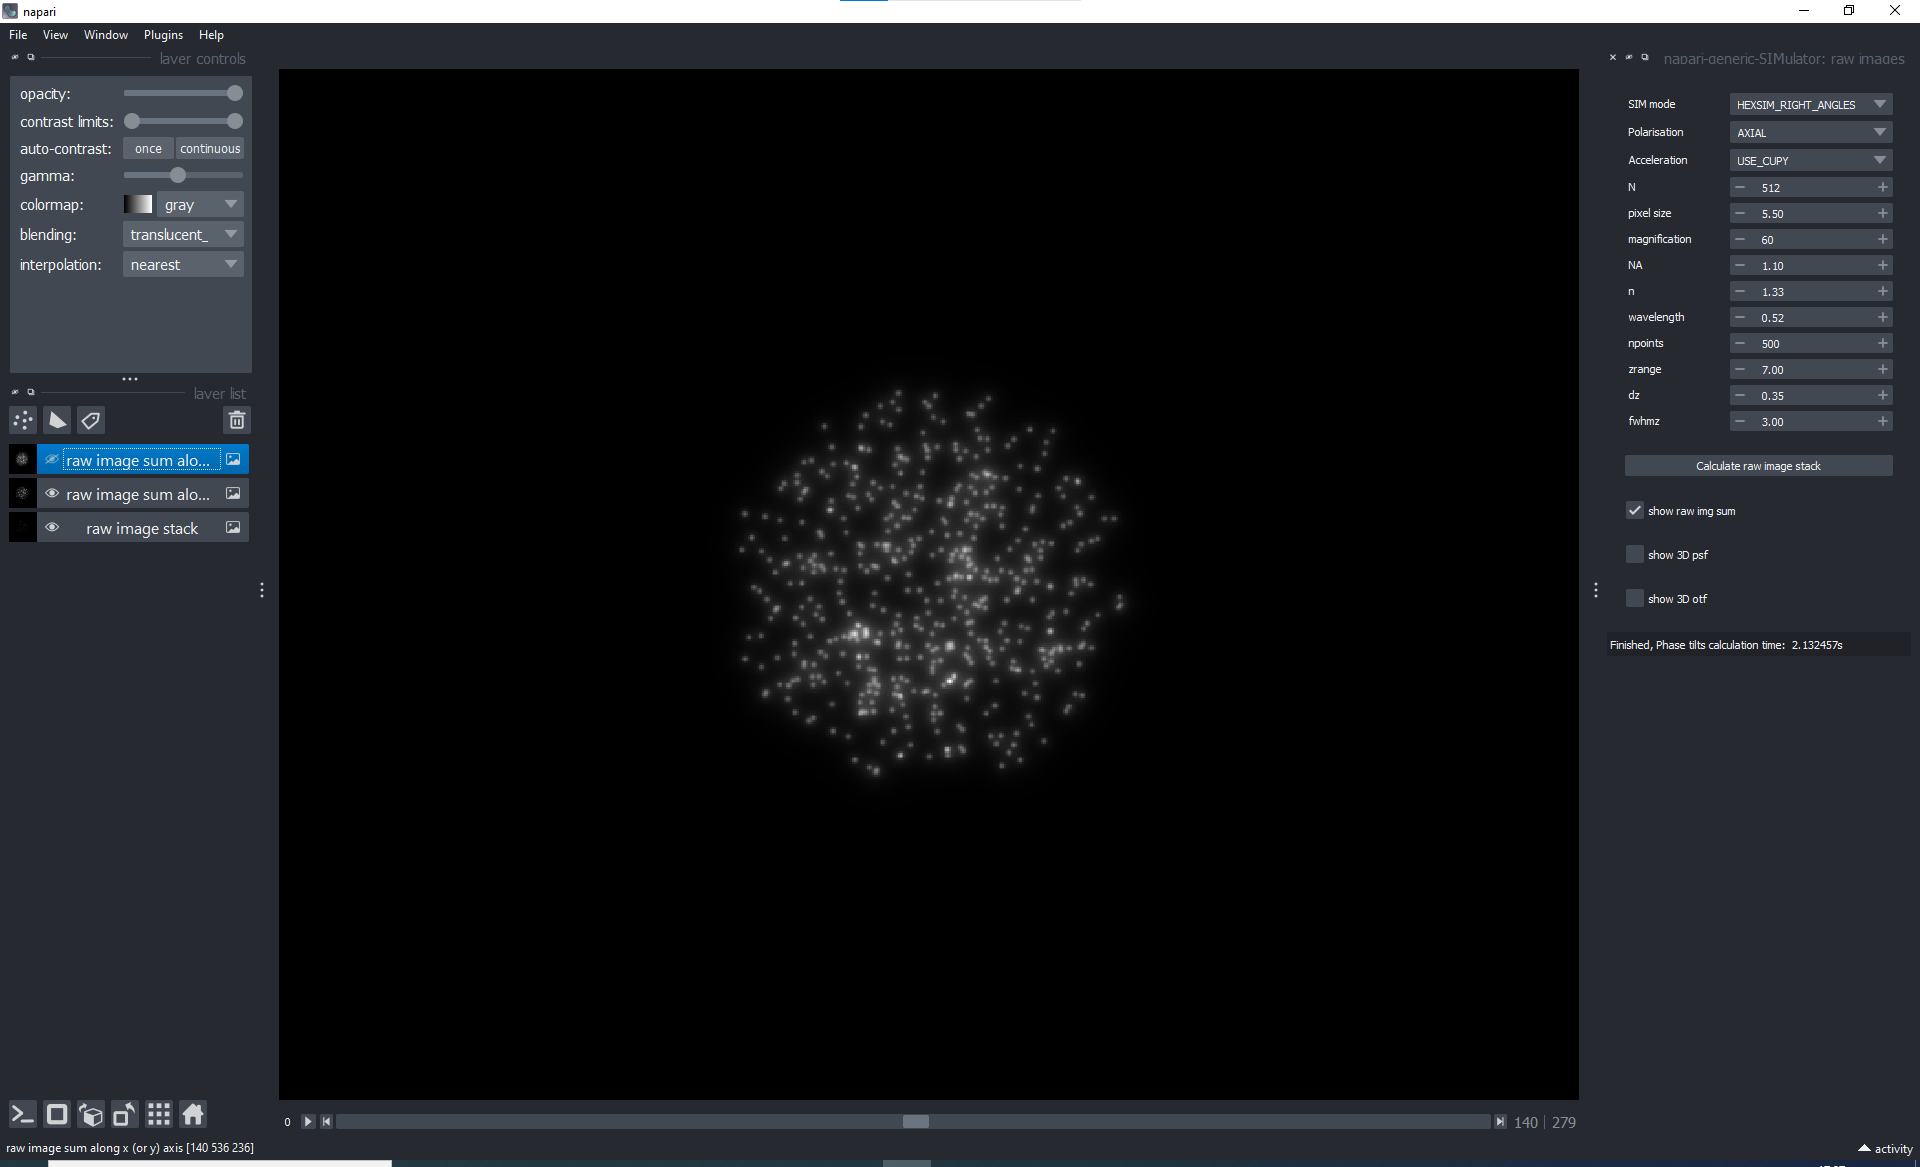 napari
File View Window Plugins Help
layer controls
opacity:
contrast limits:
auto-contrast: once continuous
gamma:
colormap: gray
blending: translucent_
interpolation: nearest
layer list
raw image sum alo...
raw image sum alo...
raw image stack
0
140 | 279
raw image sum along x (or y) axis [140 536 236]
activity
napari-generic-SIMulator: raw images
SIM mode HEXSIM_RIGHT_ANGLES
Polarisation AXIAL
Acceleration USE_CUPY
N 512
pixel size 5.50
magnification 60
NA 1.10
n 1.33
wavelength 0.52
npoints 500
zrange 7.00
dz 0.35
fwhmz 3.00
Calculate raw image stack
show raw img sum
show 3D psf
show 3D otf
Finished, Phase tilts calculation time: 2.132457s